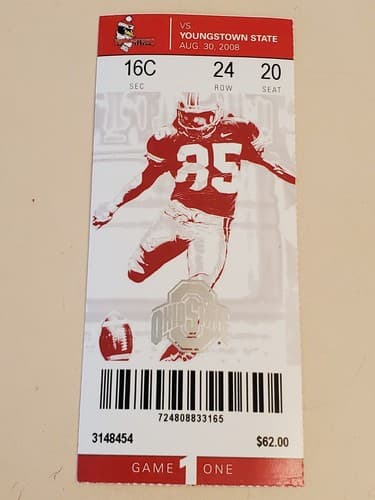 VS
YOUNGSTOWN STATE
AUG 30, 2008
16C 24 20
SEC ROW SEAT
85
OHIO STATE
724808833165
3148454 $62.00
GAME 1 ONE